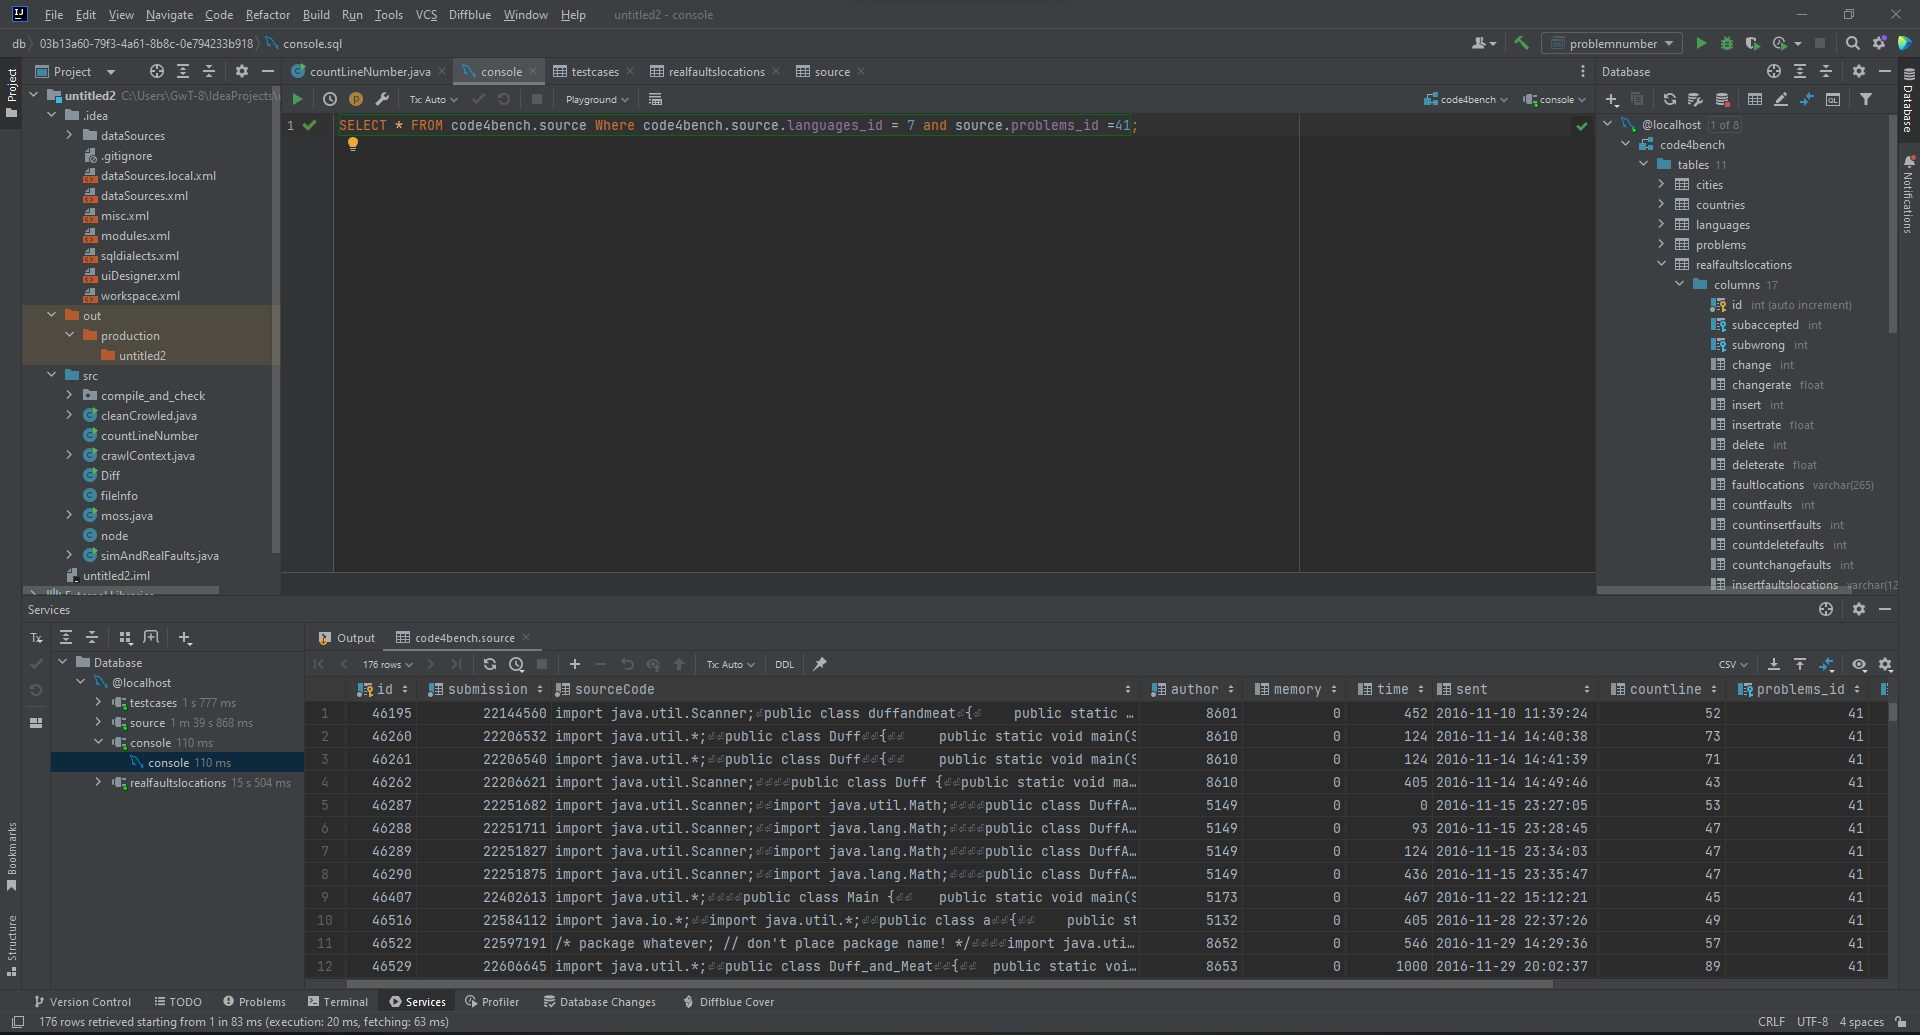 File Edit View Navigate Code Refactor Build Run Tools VCS Diffblue Window Help untitled2 - console
db 03b13a60-79f3-4a61-8b8c-0e794233b918 console.sql
problemnumber
Project
countLineNumber.java console testcases realfaultslocations source
Database
Tx: Auto Playground
code4bench console
1 SELECT * FROM code4bench.source Where code4bench.source.languages_id = 7 and source.problems_id =41;
Project
untitled2 C:\Users\GwT-8\IdeaProjects\
.idea
dataSources
.gitignore
dataSources.local.xml
dataSources.xml
misc.xml
modules.xml
sqldialects.xml
uiDesigner.xml
workspace.xml
out
production
untitled2
src
compile_and_check
cleanCrowled.java
countLineNumber
crawlContext.java
Diff
fileInfo
moss.java
node
simAndRealFaults.java
untitled2.iml
External Libraries
@localhost 1 of 8
code4bench
tables 11
cities
countries
languages
problems
realfaultslocations
columns 17
id int (auto increment)
subaccepted int
subwrong int
change int
changerate float
insert int
insertrate float
delete int
deleterate float
faultlocations varchar(265)
countfaults int
countinsertfaults int
countdeletefaults int
countchangefaults int
insertfaultslocations varchar(12
Database
Notifications
Services
Tx
Database
@localhost
testcases 1 s 777 ms
source 1 m 39 s 868 ms
console 110 ms
console 110 ms
realfaultslocations 15 s 504 ms
Bookmarks
Structure
Output code4bench.source
176 rows Tx: Auto DDL CSV
id submission sourceCode author memory time sent countline problems_id
1 46195 22144560 import java.util.Scanner;⏎public class duffandmeat⏎{⏎ public static … 8601 0 452 2016-11-10 11:39:24 52 41
2 46260 22206532 import java.util.*;⏎⏎public class Duff⏎⏎{⏎⏎ public static void main(S 8610 0 124 2016-11-14 14:40:38 73 41
3 46261 22206540 import java.util.*;⏎⏎public class Duff⏎⏎{⏎⏎ public static void main(S 8610 0 124 2016-11-14 14:41:39 71 41
4 46262 22206621 import java.util.Scanner;⏎⏎⏎⏎public class Duff {⏎⏎ public static void ma… 8610 0 405 2016-11-14 14:49:46 43 41
5 46287 22251682 import java.util.Scanner;⏎⏎import java.util.Math;⏎⏎⏎⏎public class DuffA… 5149 0 0 2016-11-15 23:27:05 53 41
6 46288 22251711 import java.util.Scanner;⏎⏎import java.lang.Math;⏎⏎⏎⏎public class DuffA… 5149 0 93 2016-11-15 23:28:45 47 41
7 46289 22251827 import java.util.Scanner;⏎⏎import java.lang.Math;⏎⏎⏎⏎public class DuffA… 5149 0 124 2016-11-15 23:34:03 47 41
8 46290 22251875 import java.util.Scanner;⏎⏎import java.lang.Math;⏎⏎⏎⏎public class DuffA… 5149 0 436 2016-11-15 23:35:47 47 41
9 46407 22402613 import java.util.*;⏎⏎⏎⏎public class Main {⏎⏎ public static void main(S 5173 0 467 2016-11-22 15:12:21 45 41
10 46516 22584112 import java.io.*;⏎⏎import java.util.*;⏎⏎public class a⏎⏎{⏎⏎ public st 5132 0 405 2016-11-28 22:37:26 49 41
11 46522 22597191 /* package whatever; // don't place package name! */⏎⏎⏎⏎import java.uti… 8652 0 546 2016-11-29 14:29:36 57 41
12 46529 22606645 import java.util.*;⏎⏎public class Duff_and_Meat⏎⏎{⏎⏎ public static voi… 8653 0 1000 2016-11-29 20:02:37 89 41
Version Control TODO Problems Terminal Services Profiler Database Changes Diffblue Cover
176 rows retrieved starting from 1 in 83 ms (execution: 20 ms, fetching: 63 ms)
CRLF UTF-8 4 spaces